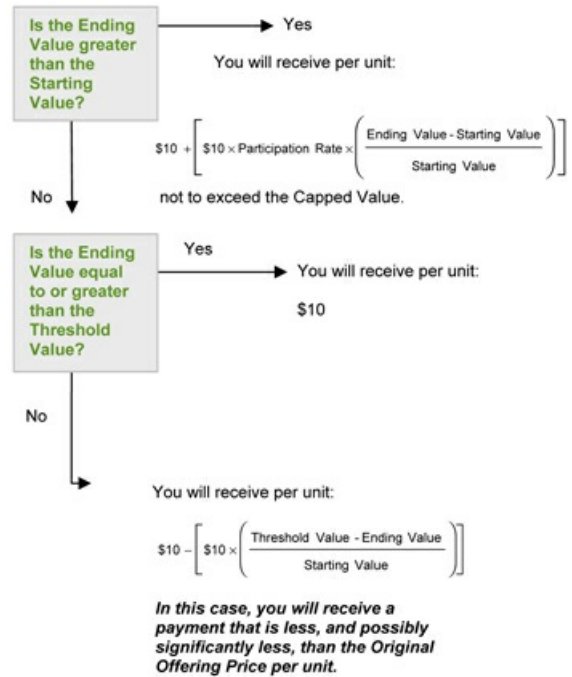 Is the Ending
Value greater
than the
Starting
Value?
Yes
You will receive per unit:
$10 + [ $10 × Participation Rate × ( Ending Value - Starting Value / Starting Value ) ]
not to exceed the Capped Value.
No
Is the Ending
Value equal
to or greater
than the
Threshold
Value?
Yes
You will receive per unit:
$10
No
You will receive per unit:
$10 – [ $10 × ( Threshold Value - Ending Value / Starting Value ) ]
In this case, you will receive a
payment that is less, and possibly
significantly less, than the Original
Offering Price per unit.